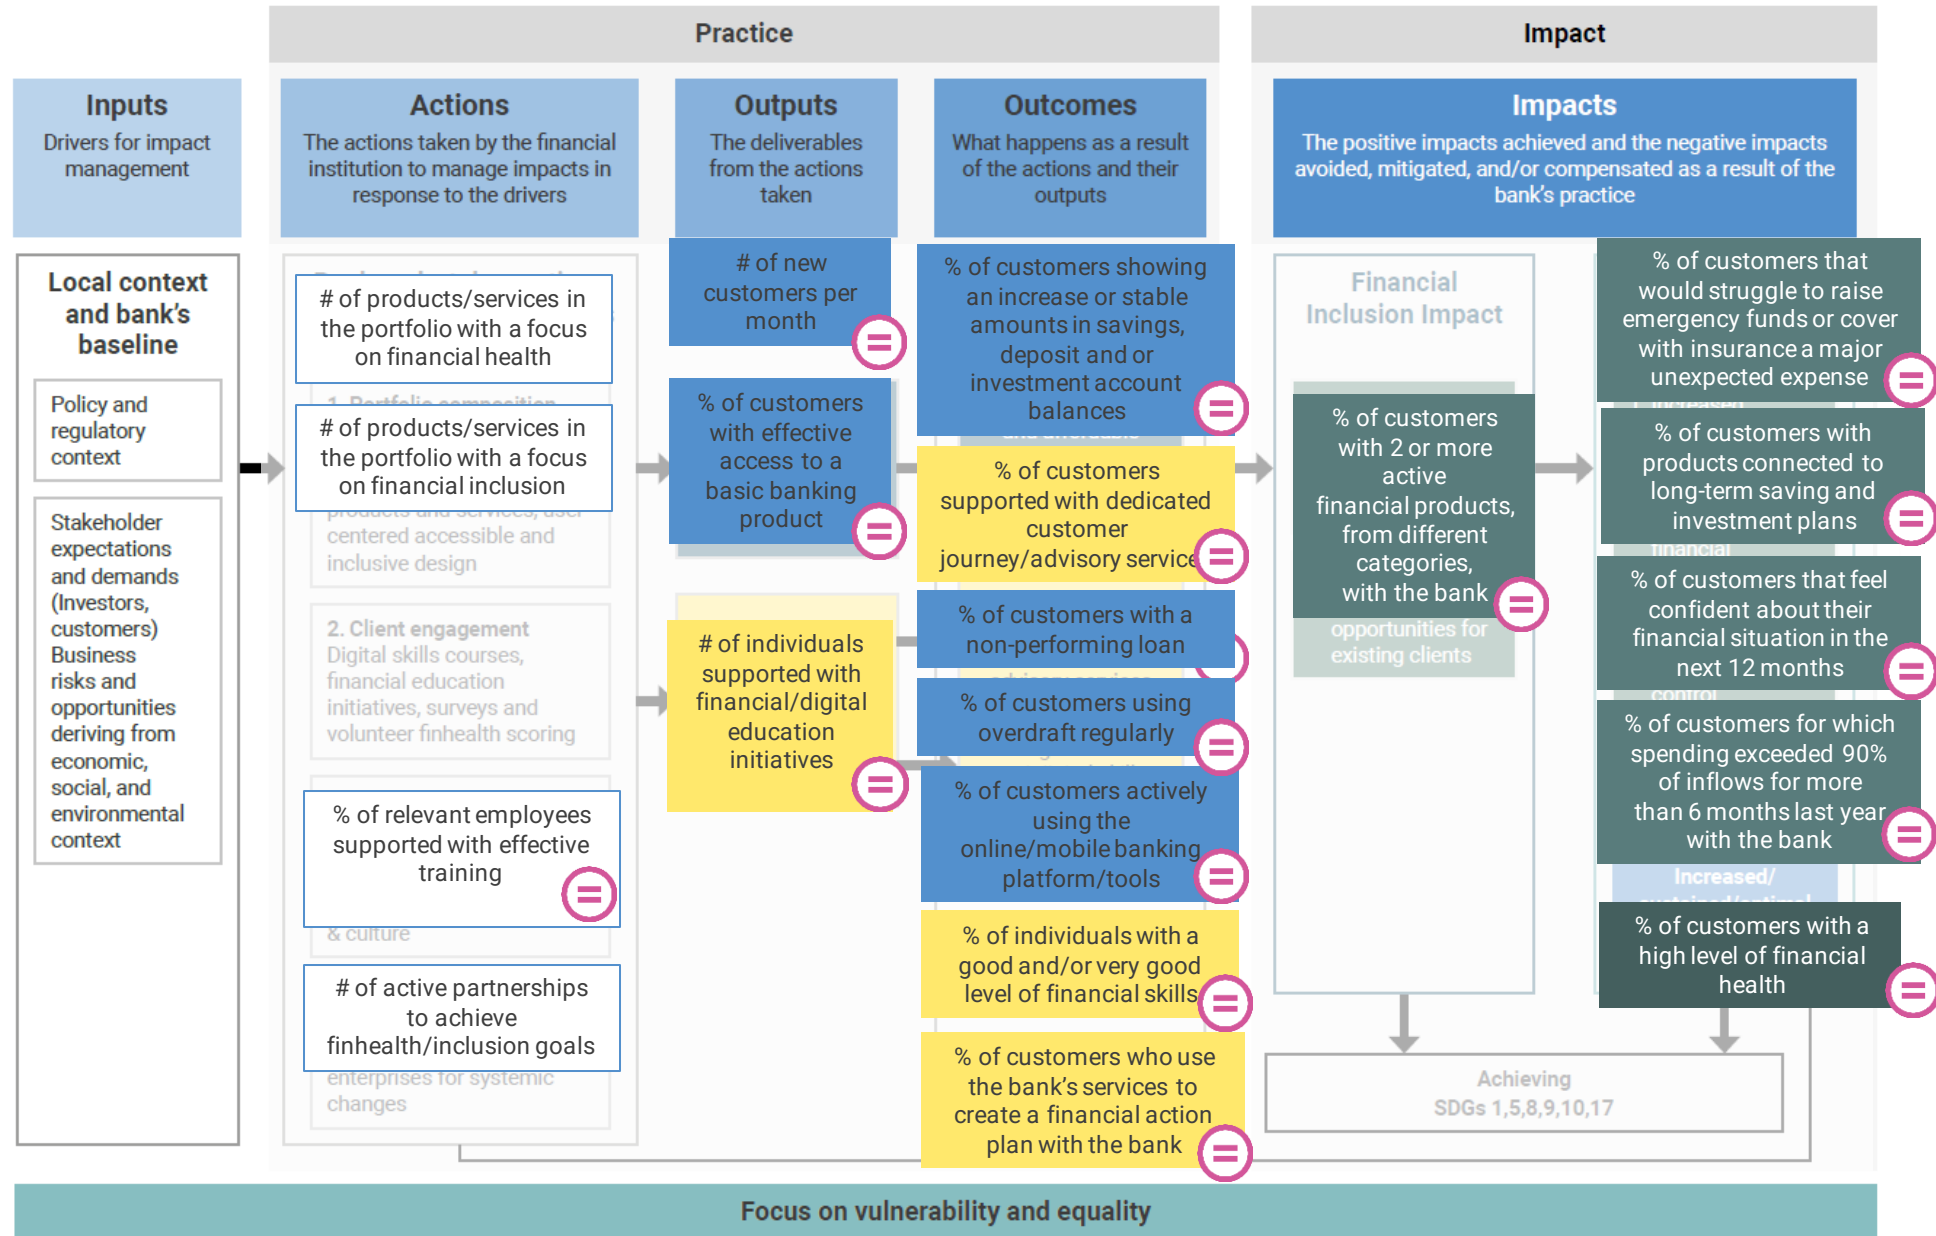 Practice
Impact
Inputs
Drivers for impact
management
Actions
The actions taken by the financial
institution to manage impacts in
response to the drivers
Outputs
The deliverables
from the actions
taken
Outcomes
What happens as a result
of the actions and their
outputs
Impacts
The positive impacts achieved and the negative impacts
avoided, mitigated, and/or compensated as a result of the
bank's practice
Local context
and bank's
baseline
Policy and
regulatory
context
Stakeholder
expectations
and demands
(Investors,
customers)
Business
risks and
opportunities
deriving from
economic,
social, and
environmental
context
# of products/services in
the portfolio with a focus
on financial health
1. Portfolio composition
# of products/services in
the portfolio with a focus
on financial inclusion
products and services, user
centered accessible and
inclusive design
2. Client engagement
Digital skills courses,
financial education
initiatives, surveys and
volunteer finhealth scoring
% of relevant employees
supported with effective
training
& culture
# of active partnerships
to achieve
finhealth/inclusion goals
enterprises for systemic
changes
# of new
customers per
month
% of customers
with effective
access to a
basic banking
product
# of individuals
supported with
financial/digital
education
initiatives
% of customers showing
an increase or stable
amounts in savings,
deposit and or
investment account
balances
and affordable
% of customers
supported with dedicated
customer
journey/advisory service
% of customers with a
non-performing loan
advisory services
% of customers using
overdraft regularly
% of customers actively
using the
online/mobile banking
platform/tools
% of individuals with a
good and/or very good
level of financial skills
% of customers who use
the bank's services to
create a financial action
plan with the bank
Financial
Inclusion Impact
% of customers
with 2 or more
active
financial products,
from different
categories,
with the bank
opportunities for
existing clients
% of customers that
would struggle to raise
emergency funds or cover
with insurance a major
unexpected expense
increased
% of customers with
products connected to
long-term saving and
investment plans
financial
% of customers that feel
confident about their
financial situation in the
next 12 months
control
% of customers for which
spending exceeded 90%
of inflows for more
than 6 months last year
with the bank
Increased/
sustained/optimal
% of customers with a
high level of financial
health
Achieving
SDGs 1,5,8,9,10,17
Focus on vulnerability and equality